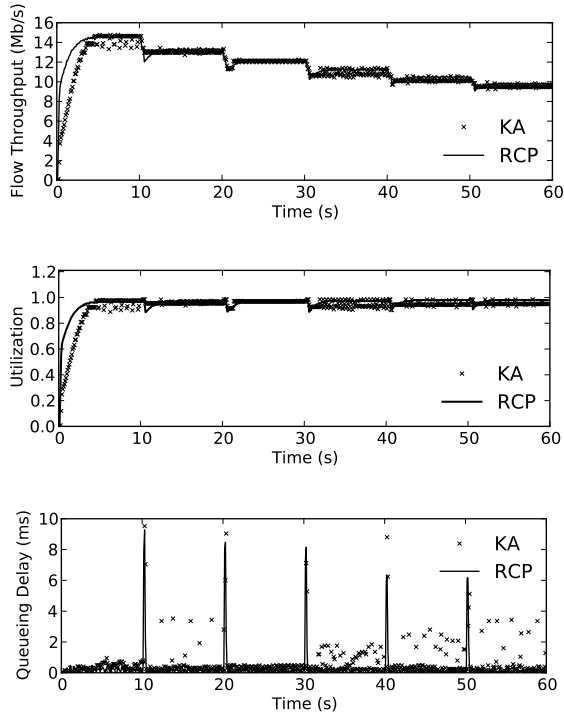 Flow Throughput (Mb/s)
16
14
12
10
8
6
4
2
0
KA
RCP
0 10 20 30 40 50 60
Time (s)
Utilization
1.2
1.0
0.8
0.6
0.4
0.2
0.0
KA
RCP
0 10 20 30 40 50 60
Time (s)
Queueing Delay (ms)
10
8
6
4
2
0
KA
RCP
0 10 20 30 40 50 60
Time (s)